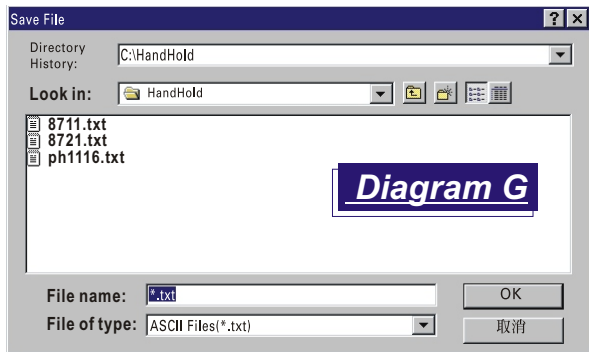 Save File
Directory
History:
C:\HandHold
Look in:
HandHold
8711.txt
8721.txt
ph1116.txt
Diagram G
File name:
*.txt
OK
File of type:
ASCII Files(*.txt)
取消